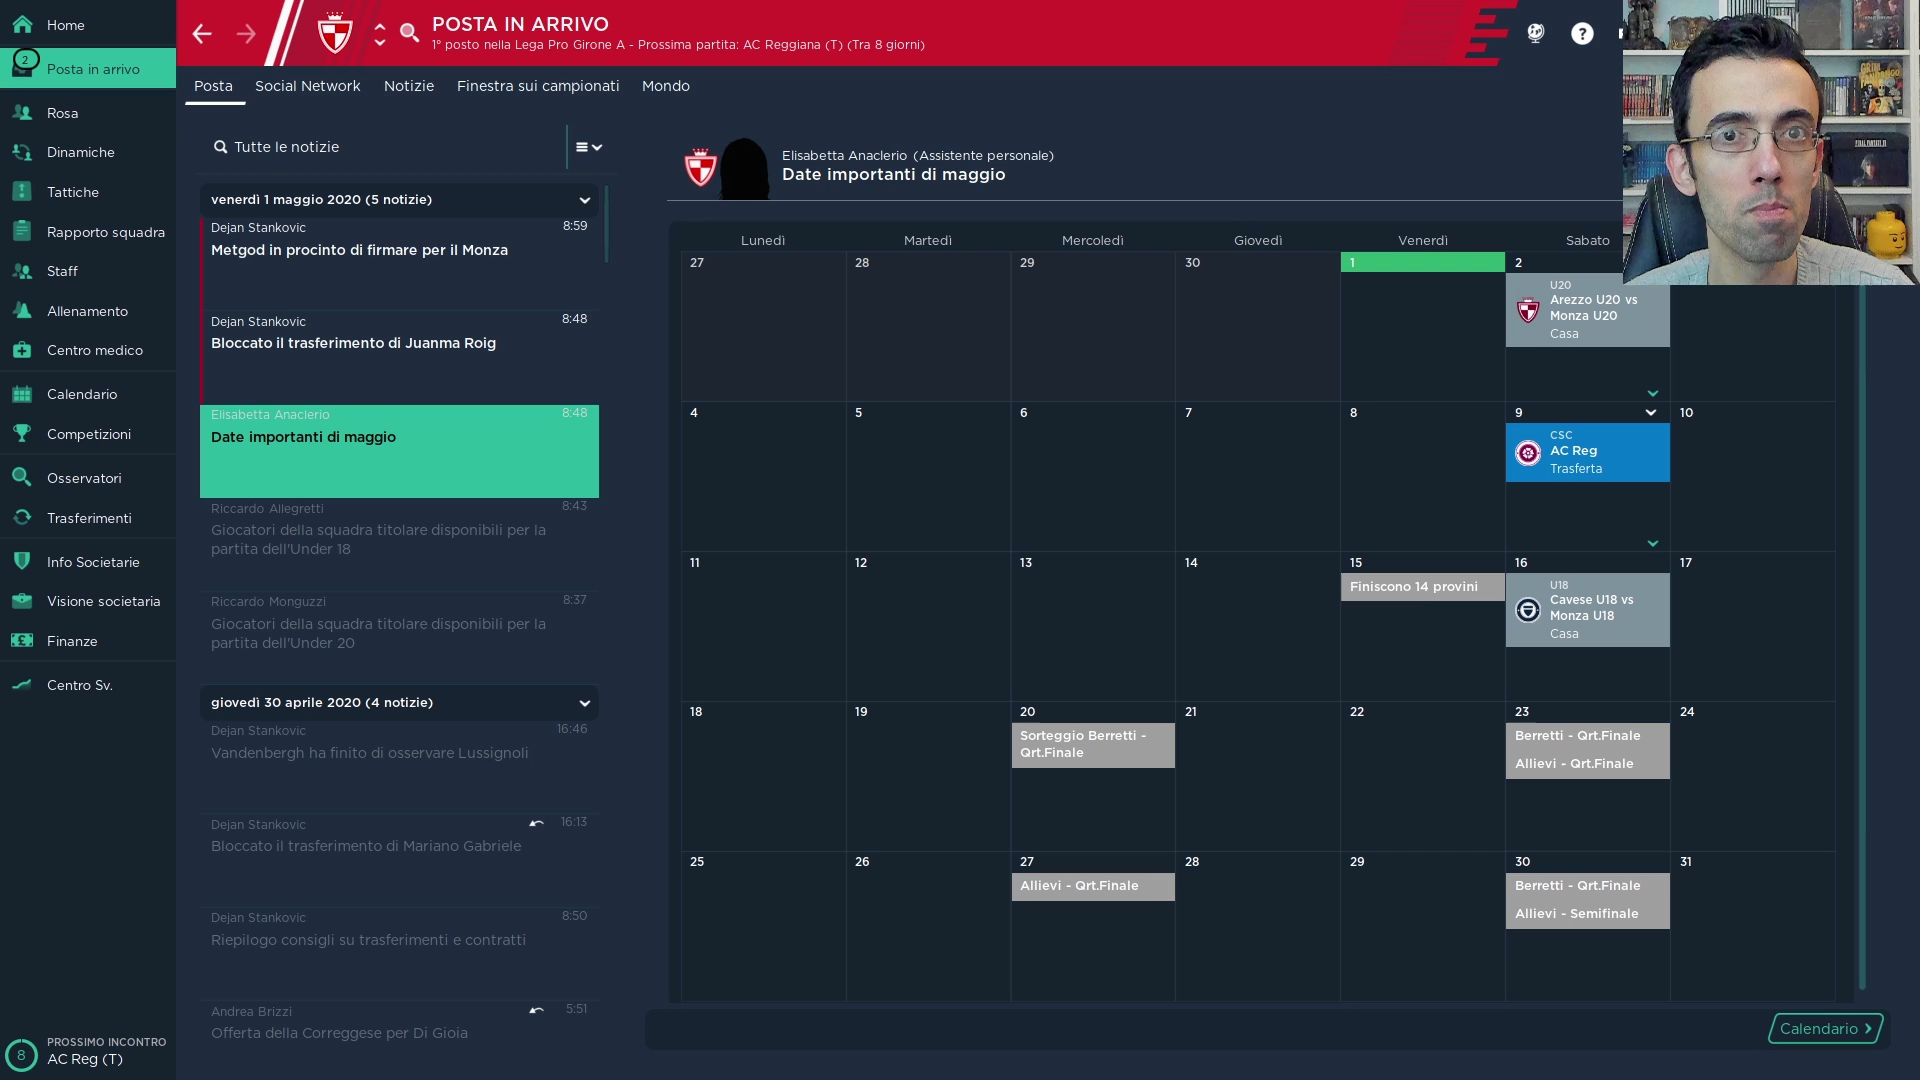 Home
2
Posta in arrivo
Rosa
Dinamiche
Tattiche
Rapporto squadra
Staff
Allenamento
Centro medico
Calendario
Competizioni
Osservatori
Trasferimenti
Info Societarie
Visione societaria
Finanze
Centro Sv.
8
PROSSIMO INCONTRO
AC Reg (T)
POSTA IN ARRIVO
1° posto nella Lega Pro Girone A - Prossima partita: AC Reggiana (T) (Tra 8 giorni)
?
Posta
Social Network
Notizie
Finestra sui campionati
Mondo
Tutte le notizie
venerdì 1 maggio 2020 (5 notizie)
Dejan Stankovic
8:59
Metgod in procinto di firmare per il Monza
Dejan Stankovic
8:48
Bloccato il trasferimento di Juanma Roig
Elisabetta Anaclerio
8:48
Date importanti di maggio
Riccardo Allegretti
8:43
Giocatori della squadra titolare disponibili per la
partita dell'Under 18
Riccardo Monguzzi
8:37
Giocatori della squadra titolare disponibili per la
partita dell'Under 20
giovedì 30 aprile 2020 (4 notizie)
Dejan Stankovic
16:46
Vandenbergh ha finito di osservare Lussignoli
Dejan Stankovic
16:13
Bloccato il trasferimento di Mariano Gabriele
Dejan Stankovic
8:50
Riepilogo consigli su trasferimenti e contratti
Andrea Brizzi
5:51
Offerta della Correggese per Di Gioia
Elisabetta Anaclerio (Assistente personale)
Date importanti di maggio
Lunedì
Martedì
Mercoledì
Giovedì
Venerdì
Sabato
27
28
29
30
1
2
U20
Arezzo U20 vs
Monza U20
Casa
4
5
6
7
8
9
CSC
AC Reg
Trasferta
10
11
12
13
14
15
Finiscono 14 provini
16
U18
Cavese U18 vs
Monza U18
Casa
17
18
19
20
Sorteggio Berretti -
Qrt.Finale
21
22
23
Berretti - Qrt.Finale
Allievi - Qrt.Finale
24
25
26
27
Allievi - Qrt.Finale
28
29
30
Berretti - Qrt.Finale
Allievi - Semifinale
31
Calendario
GRIM
FANDANGO